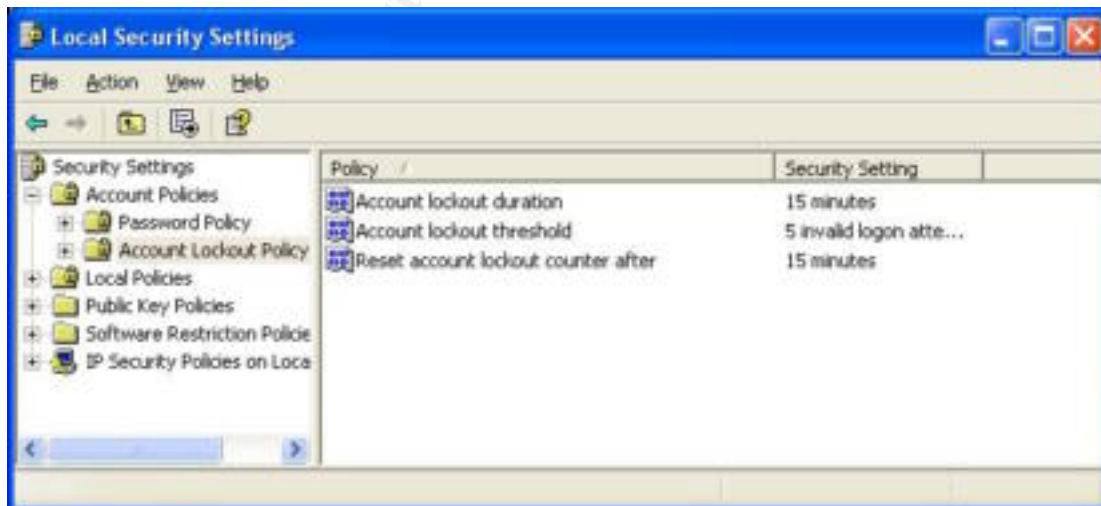 Local Security Settings
File Action View Help
Security Settings
Account Policies
Password Policy
Account Lockout Policy
Local Policies
Public Key Policies
Software Restriction Policie
IP Security Policies on Loca
Policy Security Setting
Account lockout duration 15 minutes
Account lockout threshold 5 invalid logon atte...
Reset account lockout counter after 15 minutes